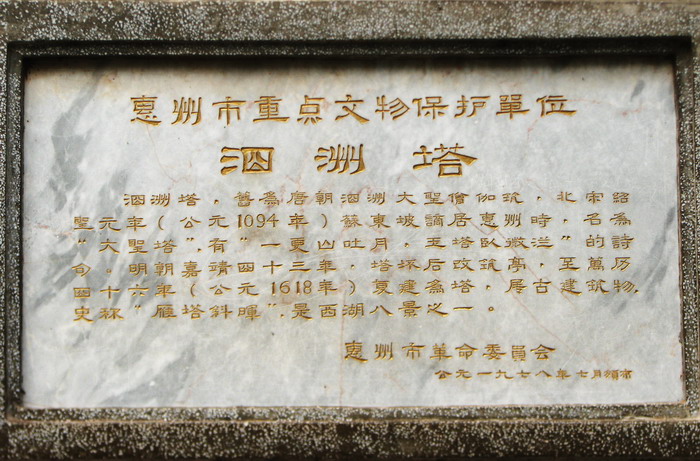 惠州市重点文物保护單位
泗洲塔
泗洲塔，舊爲唐朝泗洲大聖僧伽筑，北宋紹
聖元年（公元1094年）蘇東坡謫居惠州時，名爲
“大聖塔”，有“一更山吐月，玉塔臥微瀾”的詩
句。明朝嘉靖四十三年，塔坏后改筑亭，至萬历
四十六年（公元1618年）复建爲塔，屬古建筑物，
史称“雁塔斜暉”，是西湖八景之一。
惠州市革命委員会
公元一九七八年七月頒布